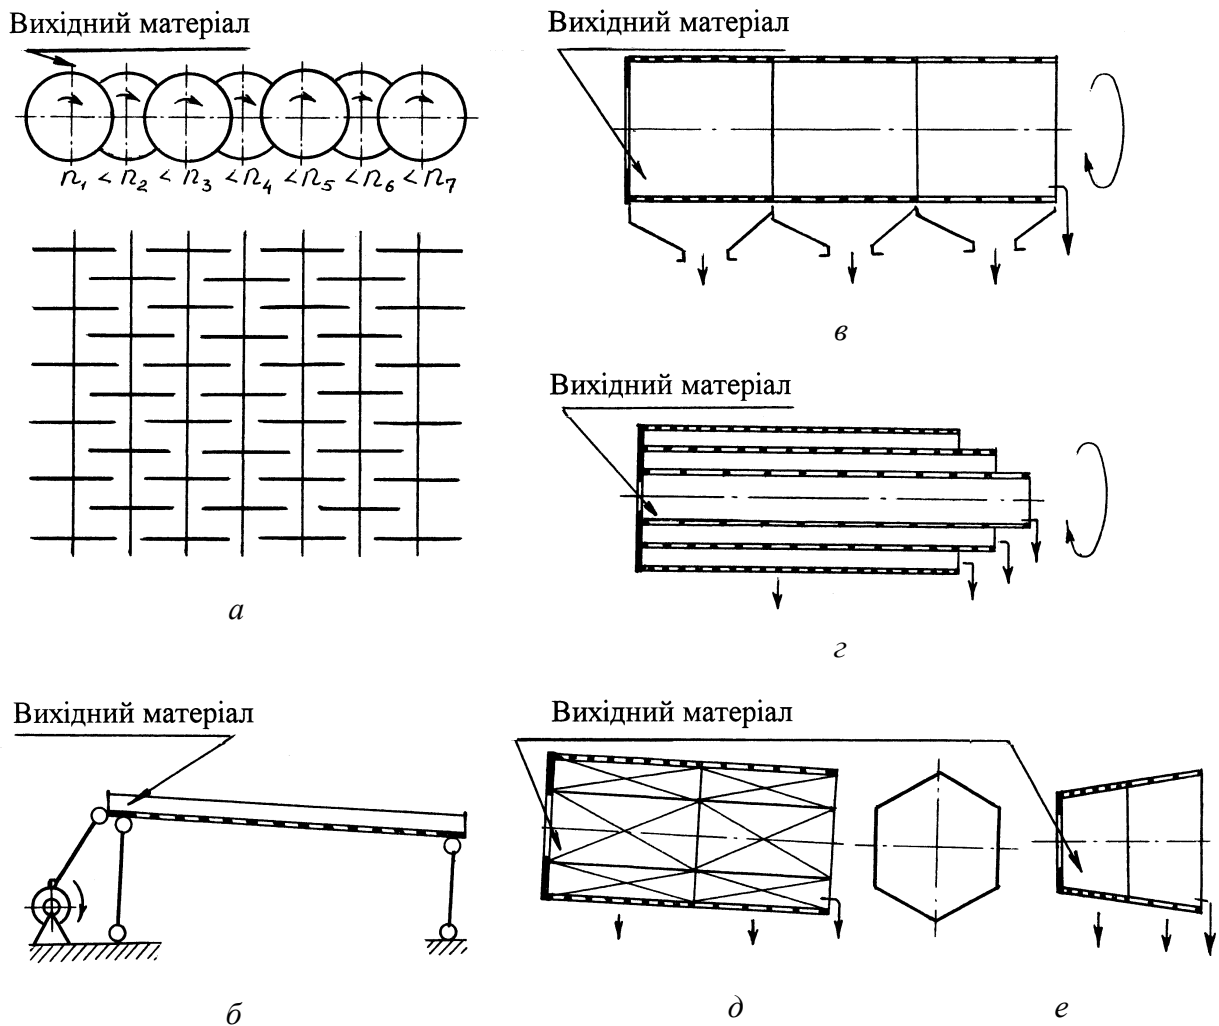 Вихідний матеріал
n₁ < n₂ < n₃ < n₄ < n₅ < n₆ < n₇
а
Вихідний матеріал
б
Вихідний матеріал
в
Вихідний матеріал
г
Вихідний матеріал
д
е